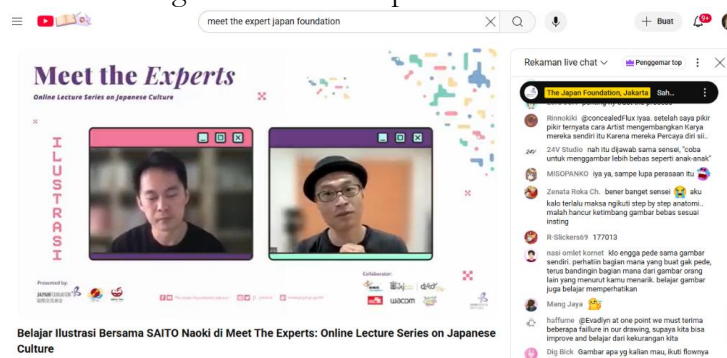 meet the expert japan foundation
Buat
9+
Meet the Experts
Online Lecture Series on Japanese Culture
ILUSTRASI
Presented by:
JAPANFOUNDATION
Collaborator:
wacom
Belajar Ilustrasi Bersama SAITO Naoki di Meet The Experts: Online Lecture Series on Japanese
Culture
Rekaman live chat
Penggemar top
The Japan Foundation, Jakarta Sah...
Rinnokiki @concealedFlux Iyaa. setelah saya pikir
pikir ternyata cara Artist mengembangkan Karya
mereka sendiri itu Karena mereka Percaya diri sii..
24V Studio nah itu dijawab sama sensei, "coba
untuk menggambar lebih bebas seperti anak-anak"
MISOPANKO iya ya, sampe lupa perasaan itu
Zenata Roka Ch. bener banget sensei aku
kalo terlalu maksa ngikuti step by step anatomi..
malah hancur ketimbang gambar bebas sesuai
insting
R-Slickers69 177013
nasi omlet kornet klo engga pede sama gambar
sendiri. perhatiin bagian mana yang buat gak pede,
terus bandingin bagian mana dari gambar orang
lain yang menurut kamu menarik. belajar gambar
juga belajar memperhatikan
Mang Jaya
haffume @Evadlyn at one point we must terima
beberapa faillure in our drawing, supaya kita bisa
improve and belajar dari kekurangan kita
Dig Bick Gambar apa yg kalian mau, ikuti flownya